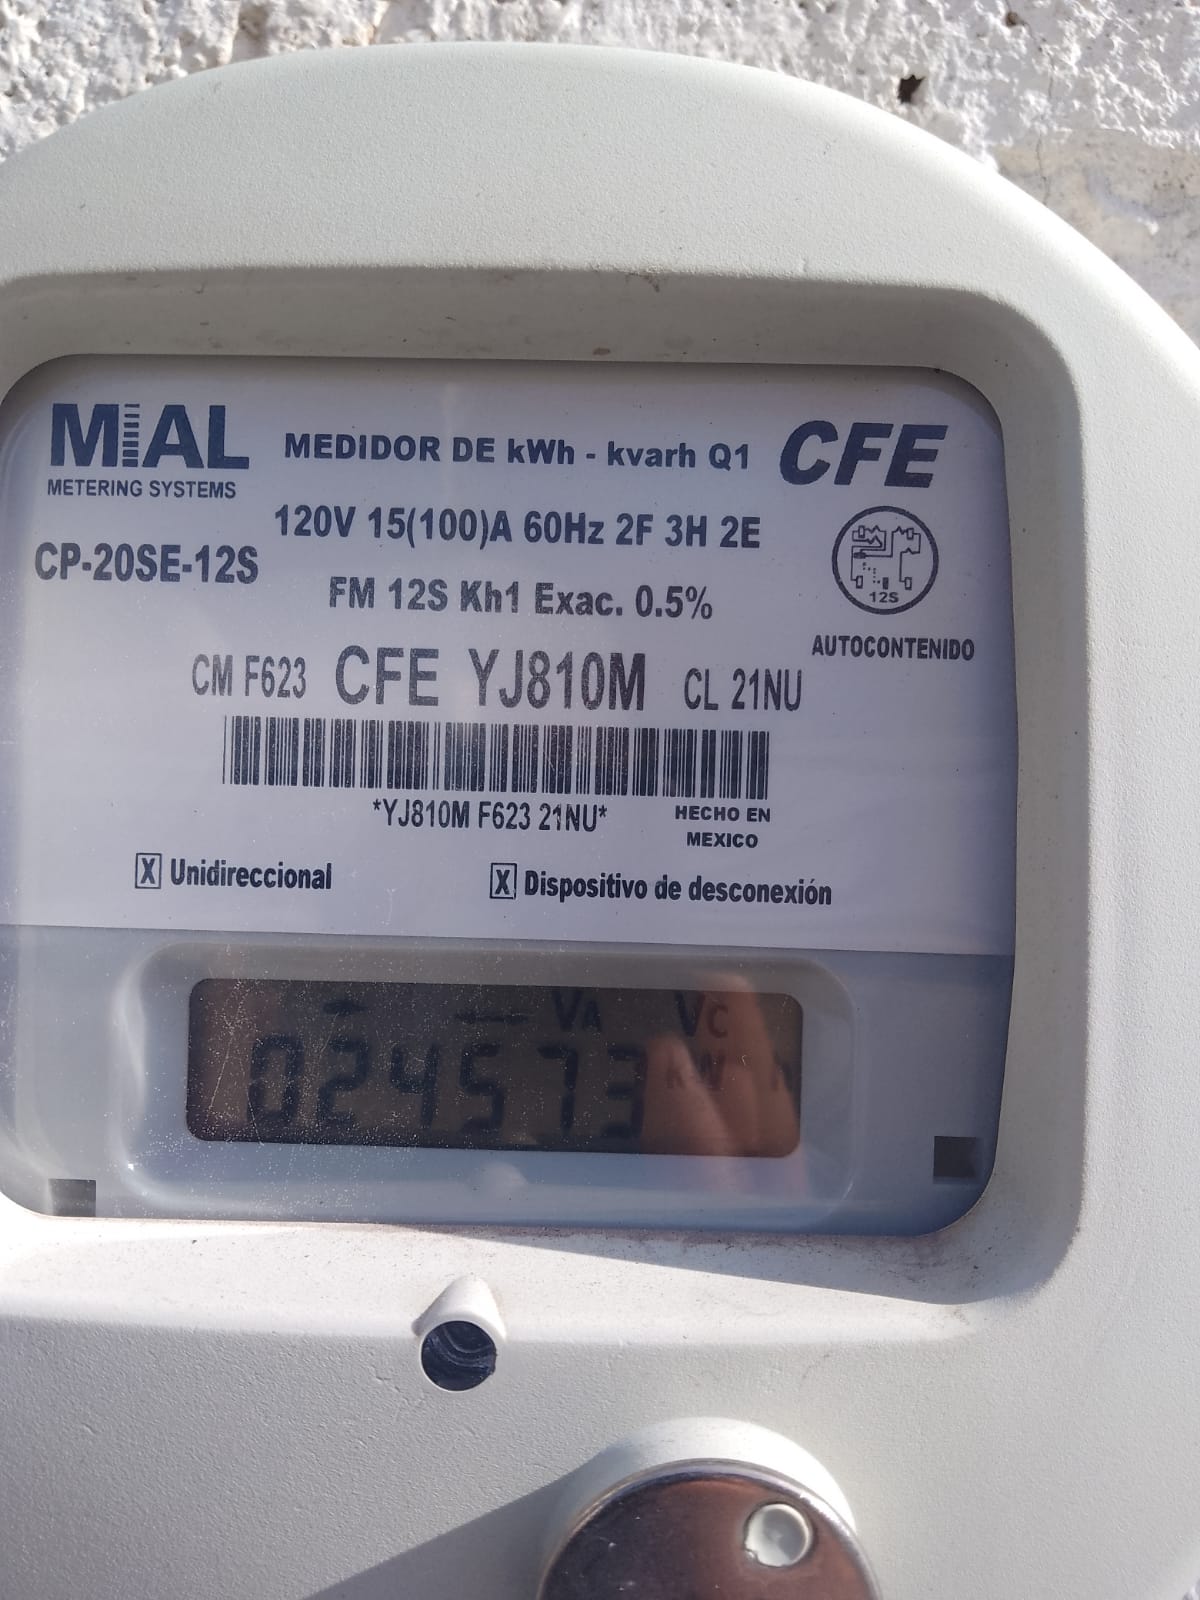 MIAL
METERING SYSTEMS
MEDIDOR DE kWh - kvarh Q1
CFE
120V 15(100)A 60Hz 2F 3H 2E
CP-20SE-12S
FM 12S Kh1 Exac. 0.5%
12S
AUTOCONTENIDO
CM F623 CFE YJ810M CL 21NU
*YJ810M F623 21NU*
HECHO EN
MEXICO
X Unidireccional
X Dispositivo de desconexión
VA VC
024573 kW h